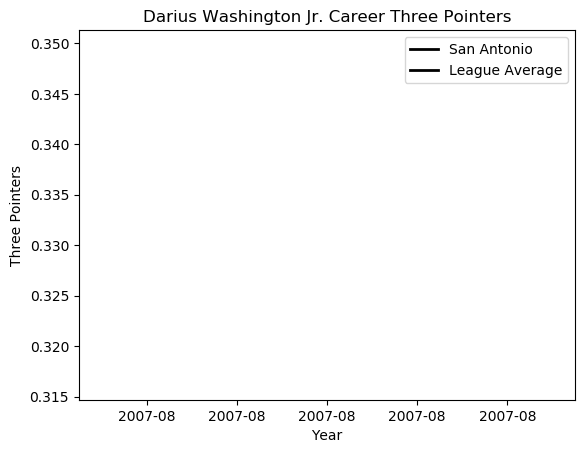 Darius Washington Jr. Career Three Pointers
San Antonio
League Average
Three Pointers
0.350
0.345
0.340
0.335
0.330
0.325
0.320
0.315
2007-08 2007-08 2007-08 2007-08 2007-08
Year